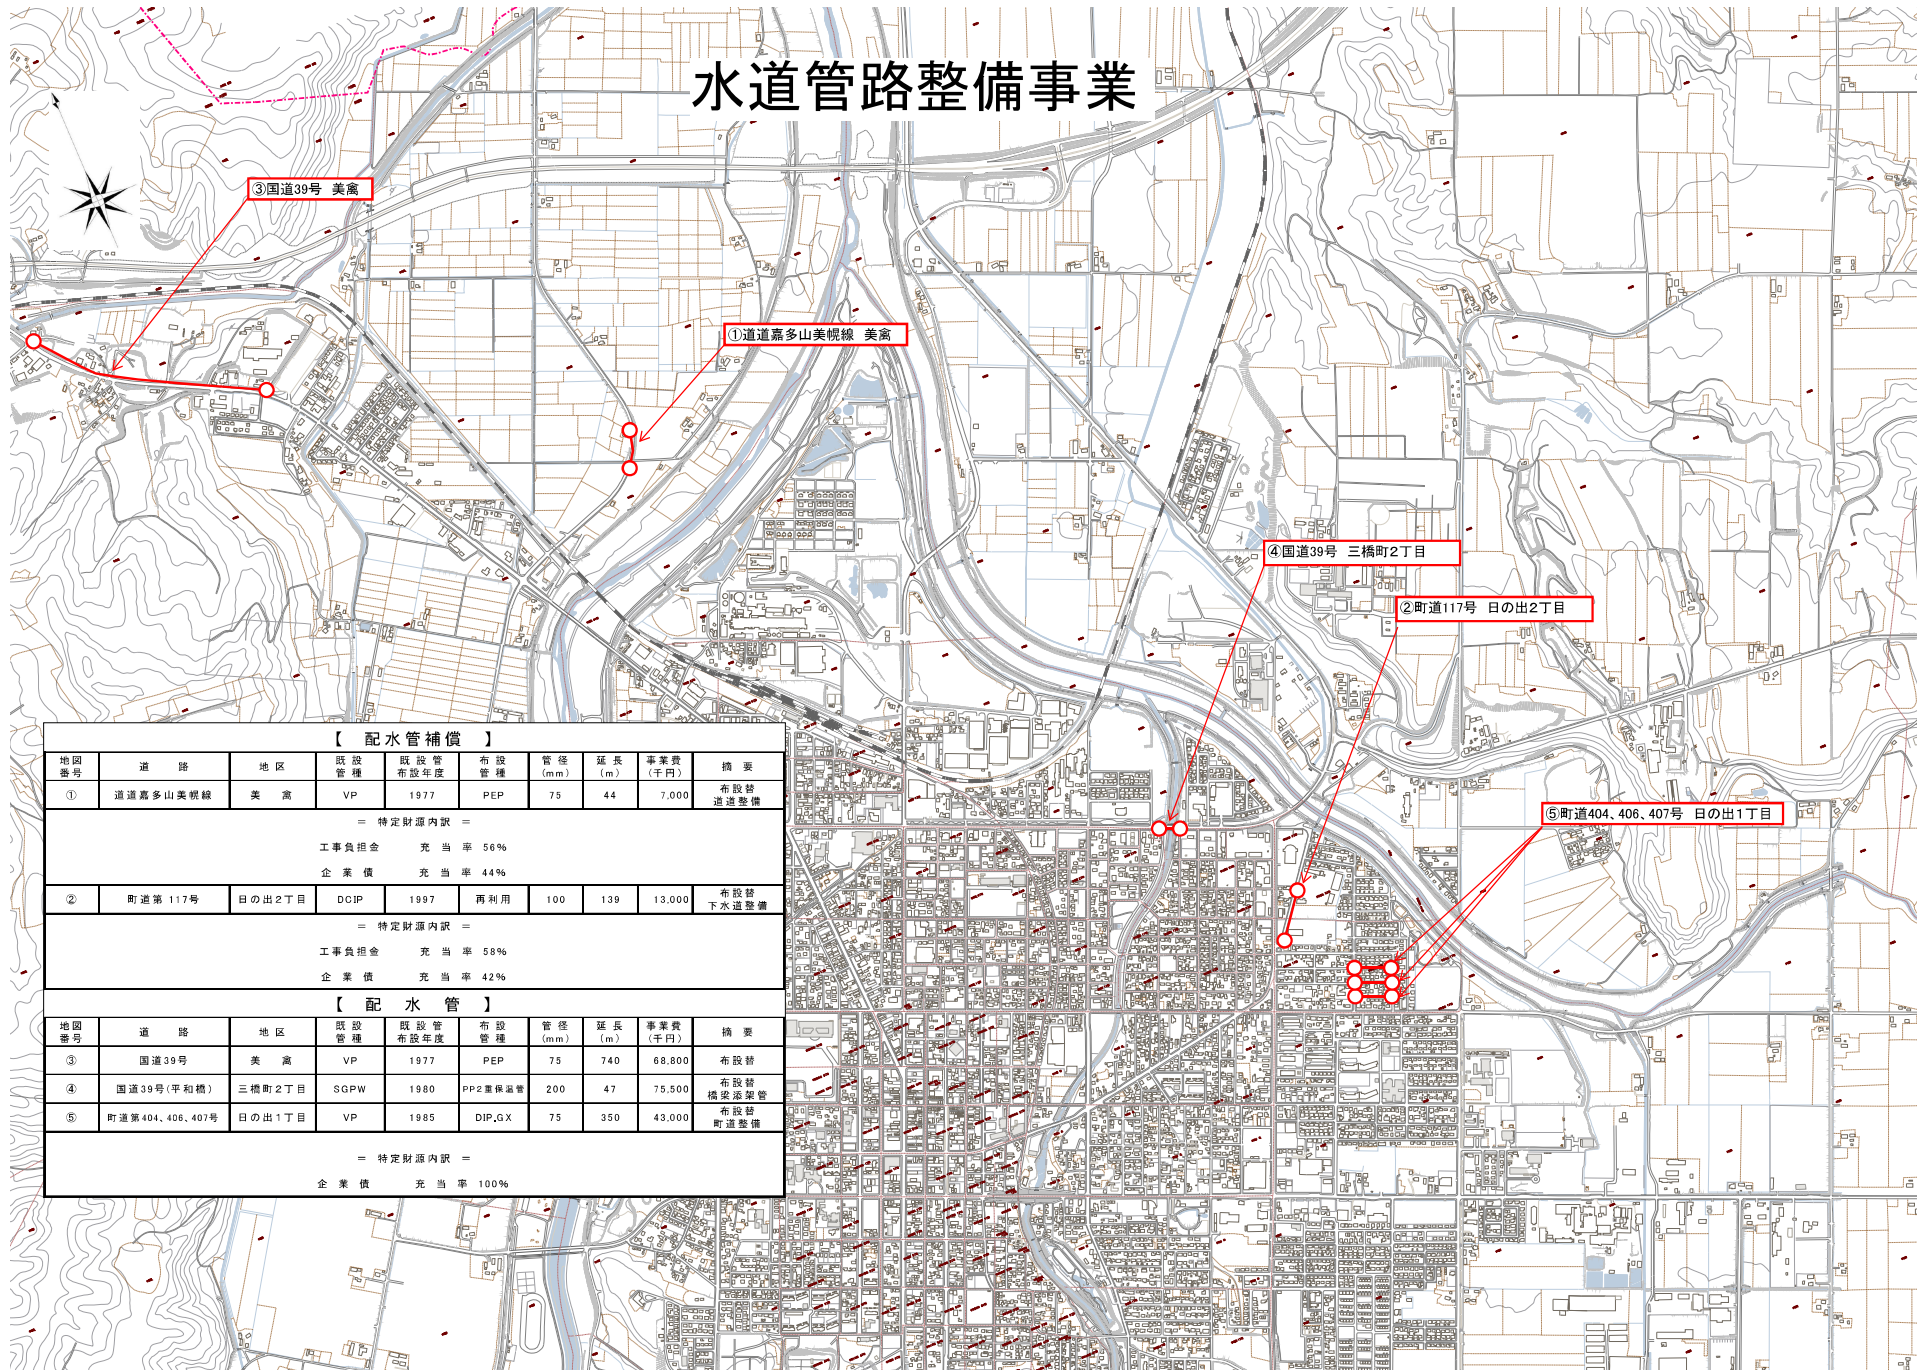 水道管路整備事業
③国道39号 美禽
①道道嘉多山美幌線 美禽
④国道39号 三橋町2丁目
②町道117号 日の出2丁目
⑤町道404、406、407号 日の出1丁目
【 配水管補償 】
地図番号 道路 地区 既設管種 既設管布設年度 布設管種 管径(mm) 延長(m) 事業費(千円) 摘要
① 道道嘉多山美幌線 美禽 VP 1977 PEP 75 44 7,000 布設替 道道整備
= 特定財源内訳 =
工事負担金 充当率 56%
企業債 充当率 44%
② 町道第117号 日の出2丁目 DCIP 1997 再利用 100 139 13,000 布設替 下水道整備
= 特定財源内訳 =
工事負担金 充当率 58%
企業債 充当率 42%
【 配水管 】
地図番号 道路 地区 既設管種 既設管布設年度 布設管種 管径(mm) 延長(m) 事業費(千円) 摘要
③ 国道39号 美禽 VP 1977 PEP 75 740 68,800 布設替
④ 国道39号(平和橋) 三橋町2丁目 SGPW 1980 PP2重保温管 200 47 75,500 布設替 橋梁添架管
⑤ 町道第404、406、407号 日の出1丁目 VP 1985 DIP,GX 75 350 43,000 布設替 町道整備
= 特定財源内訳 =
企業債 充当率 100%